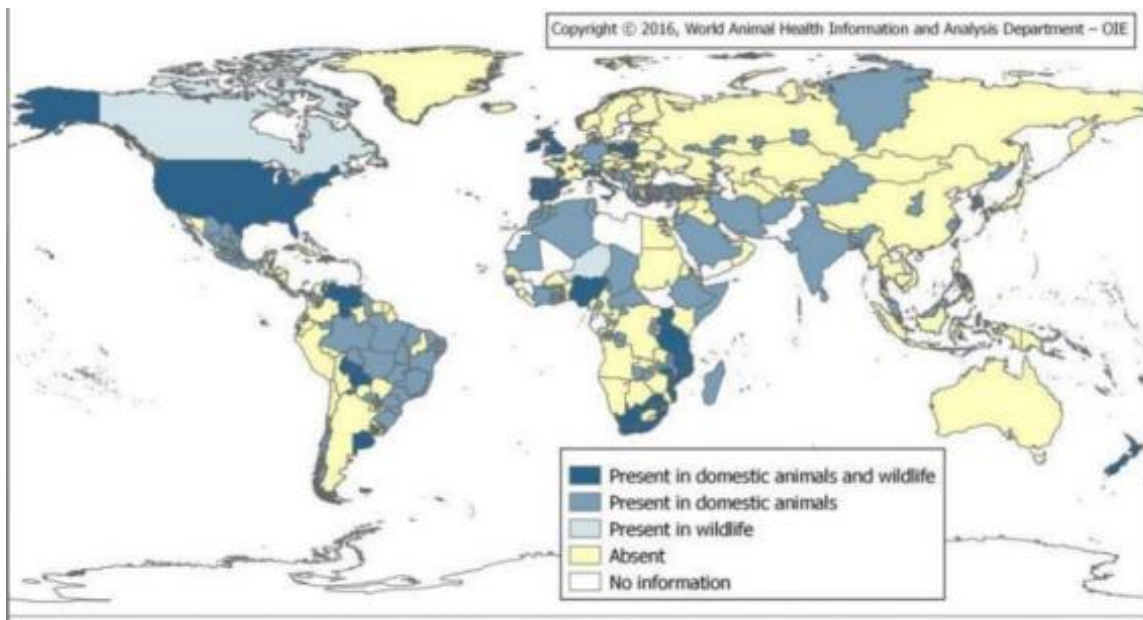 Copyright © 2016, World Animal Health Information and Analysis Department – OIE
Present in domestic animals and wildlife
Present in domestic animals
Present in wildlife
Absent
No information